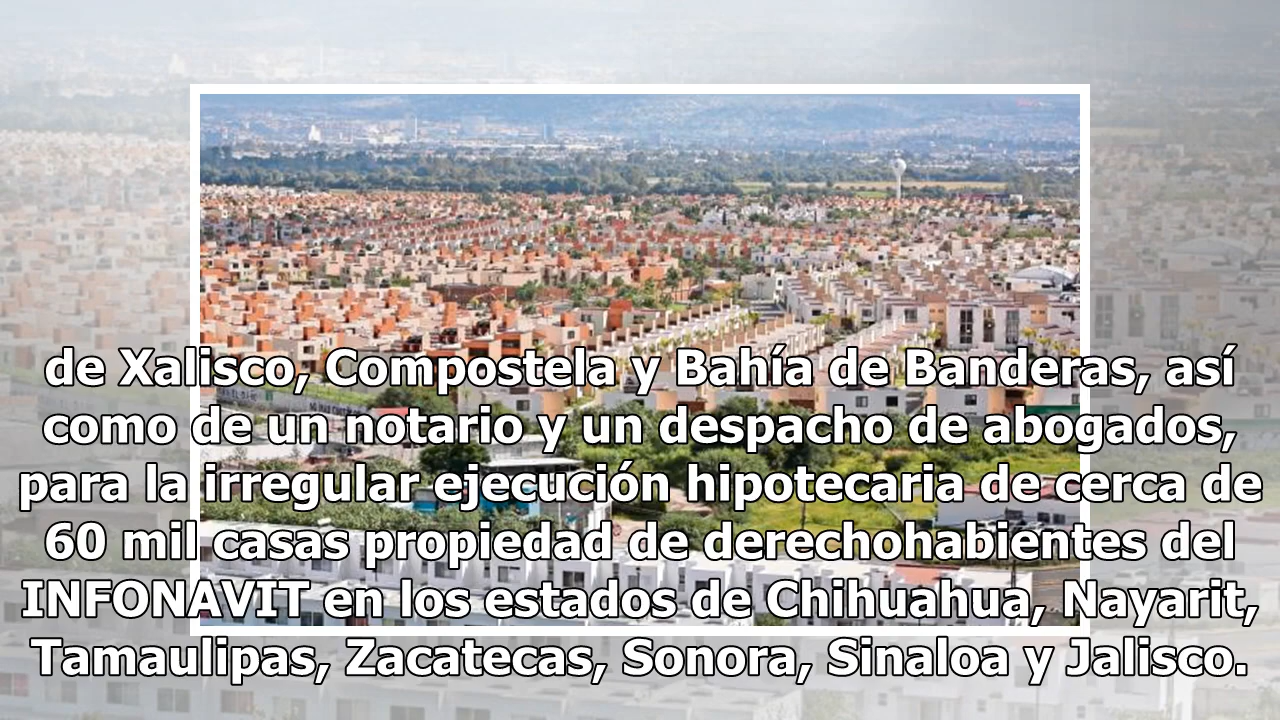 de Xalisco, Compostela y Bahía de Banderas, así
como de un notario y un despacho de abogados,
para la irregular ejecución hipotecaria de cerca de
60 mil casas propiedad de derechohabientes del
INFONAVIT en los estados de Chihuahua, Nayarit,
Tamaulipas, Zacatecas, Sonora, Sinaloa y Jalisco.